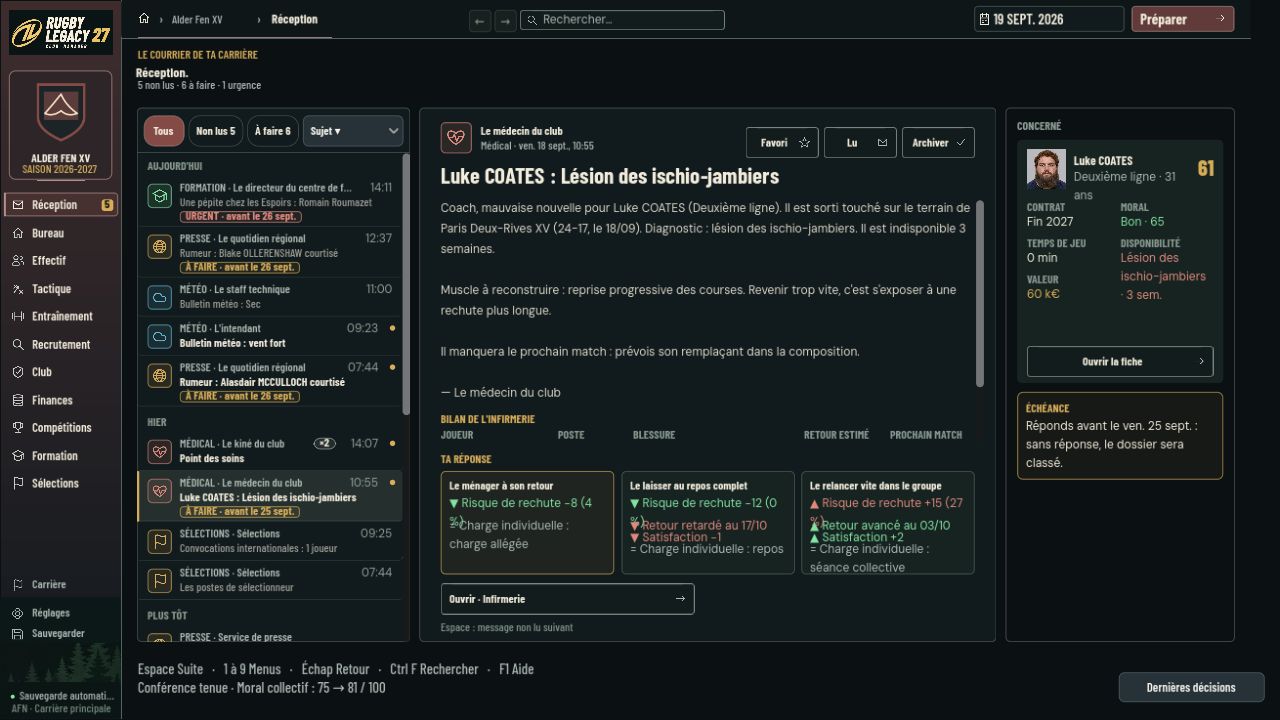 RUGBY
LEGACY 27
CLUB MANAGER
Alder Fen XV
Réception
← → Rechercher...
19 SEPT. 2026
Préparer →
ALDER FEN XV
SAISON 2026-2027
Réception 5
Bureau
Effectif
Tactique
Entraînement
Recrutement
Club
Finances
Compétitions
Formation
Sélections
Carrière
Réglages
Sauvegarder
● Sauvegarde automati...
AFN · Carrière principale
LE COURRIER DE TA CARRIÈRE
Réception.
5 non lus · 6 à faire · 1 urgence
Tous
Non lus 5
À faire 6
Sujet ▾
AUJOURD'HUI
FORMATION · Le directeur du centre de f... 14:11
Une pépite chez les Espoirs : Romain Roumazet
URGENT · avant le 26 sept.
PRESSE · Le quotidien régional 12:37
Rumeur : Blake OLLERENSHAW courtisé
À FAIRE · avant le 26 sept.
MÉTÉO · Le staff technique 11:00
Bulletin météo : Sec
MÉTÉO · L'intendant 09:23
Bulletin météo : vent fort
PRESSE · Le quotidien régional 07:44
Rumeur : Alasdair MCCULLOCH courtisé
À FAIRE · avant le 26 sept.
HIER
MÉDICAL · Le kiné du club ×2 14:07
Point des soins
MÉDICAL · Le médecin du club 10:55
Luke COATES : Lésion des ischio-jambiers
À FAIRE · avant le 25 sept.
SÉLECTIONS · Sélections 09:25
Convocations internationales : 1 joueur
SÉLECTIONS · Sélections 07:44
Les postes de sélectionneur
PLUS TÔT
PRESSE · Service de presse
Le médecin du club
Médical · ven. 18 sept., 10:55
Favori
Lu
Archiver
Luke COATES : Lésion des ischio-jambiers
Coach, mauvaise nouvelle pour Luke COATES (Deuxième ligne). Il est sorti touché sur le terrain de
Paris Deux-Rives XV (24-17, le 18/09). Diagnostic : lésion des ischio-jambiers. Il est indisponible 3
semaines.
Muscle à reconstruire : reprise progressive des courses. Revenir trop vite, c'est s'exposer à une
rechute plus longue.
Il manquera le prochain match : prévois son remplaçant dans la composition.
— Le médecin du club
BILAN DE L'INFIRMERIE
JOUEUR POSTE BLESSURE RETOUR ESTIMÉ PROCHAIN MATCH
TA RÉPONSE
Le ménager à son retour
▼ Risque de rechute -8 (4
%)
= Charge individuelle :
charge allégée
Le laisser au repos complet
▼ Risque de rechute -12 (0
%)
▼ Retour retardé au 17/10
▼ Satisfaction -1
= Charge individuelle : repos
Le relancer vite dans le groupe
▲ Risque de rechute +15 (27
%)
▲ Retour avancé au 03/10
▲ Satisfaction +2
= Charge individuelle :
séance collective
Ouvrir · Infirmerie →
Espace : message non lu suivant
CONCERNÉ
Luke COATES
Deuxième ligne · 31
ans
61
CONTRAT
Fin 2027
MORAL
Bon · 65
TEMPS DE JEU
0 min
DISPONIBILITÉ
Lésion des
ischio-jambiers
· 3 sem.
VALEUR
60 k€
Ouvrir la fiche
ÉCHÉANCE
Réponds avant le ven. 25 sept. :
sans réponse, le dossier sera
classé.
Espace Suite · 1 à 9 Menus · Échap Retour · Ctrl F Rechercher · F1 Aide
Conférence tenue · Moral collectif : 75 → 81 / 100
Dernières décisions